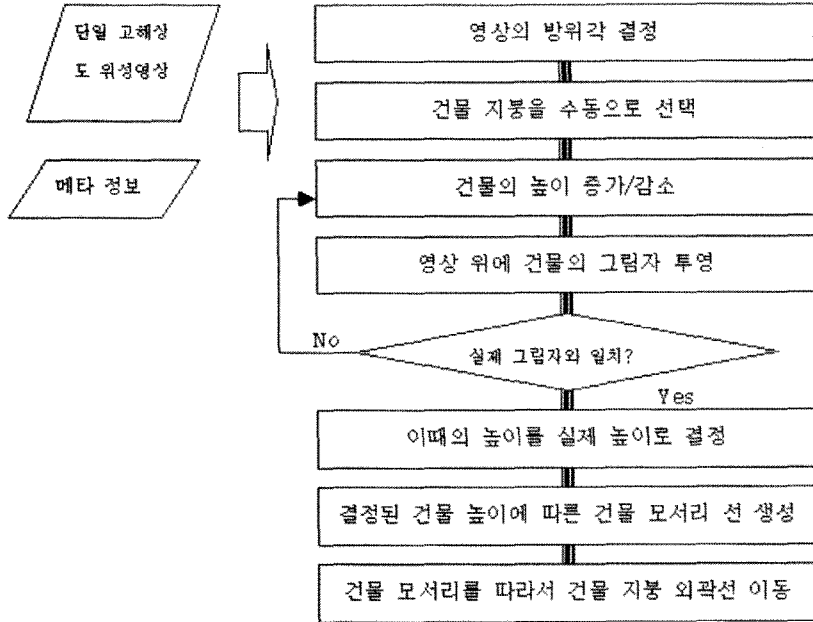 단일 고해상
도 위성영상
메타 정보
영상의 방위각 결정
건물 지붕을 수동으로 선택
건물의 높이 증가/감소
영상 위에 건물의 그림자 투영
실제 그림자와 일치?
No
Yes
이때의 높이를 실제 높이로 결정
결정된 건물 높이에 따른 건물 모서리 선 생성
건물 모서리를 따라서 건물 지붕 외곽선 이동